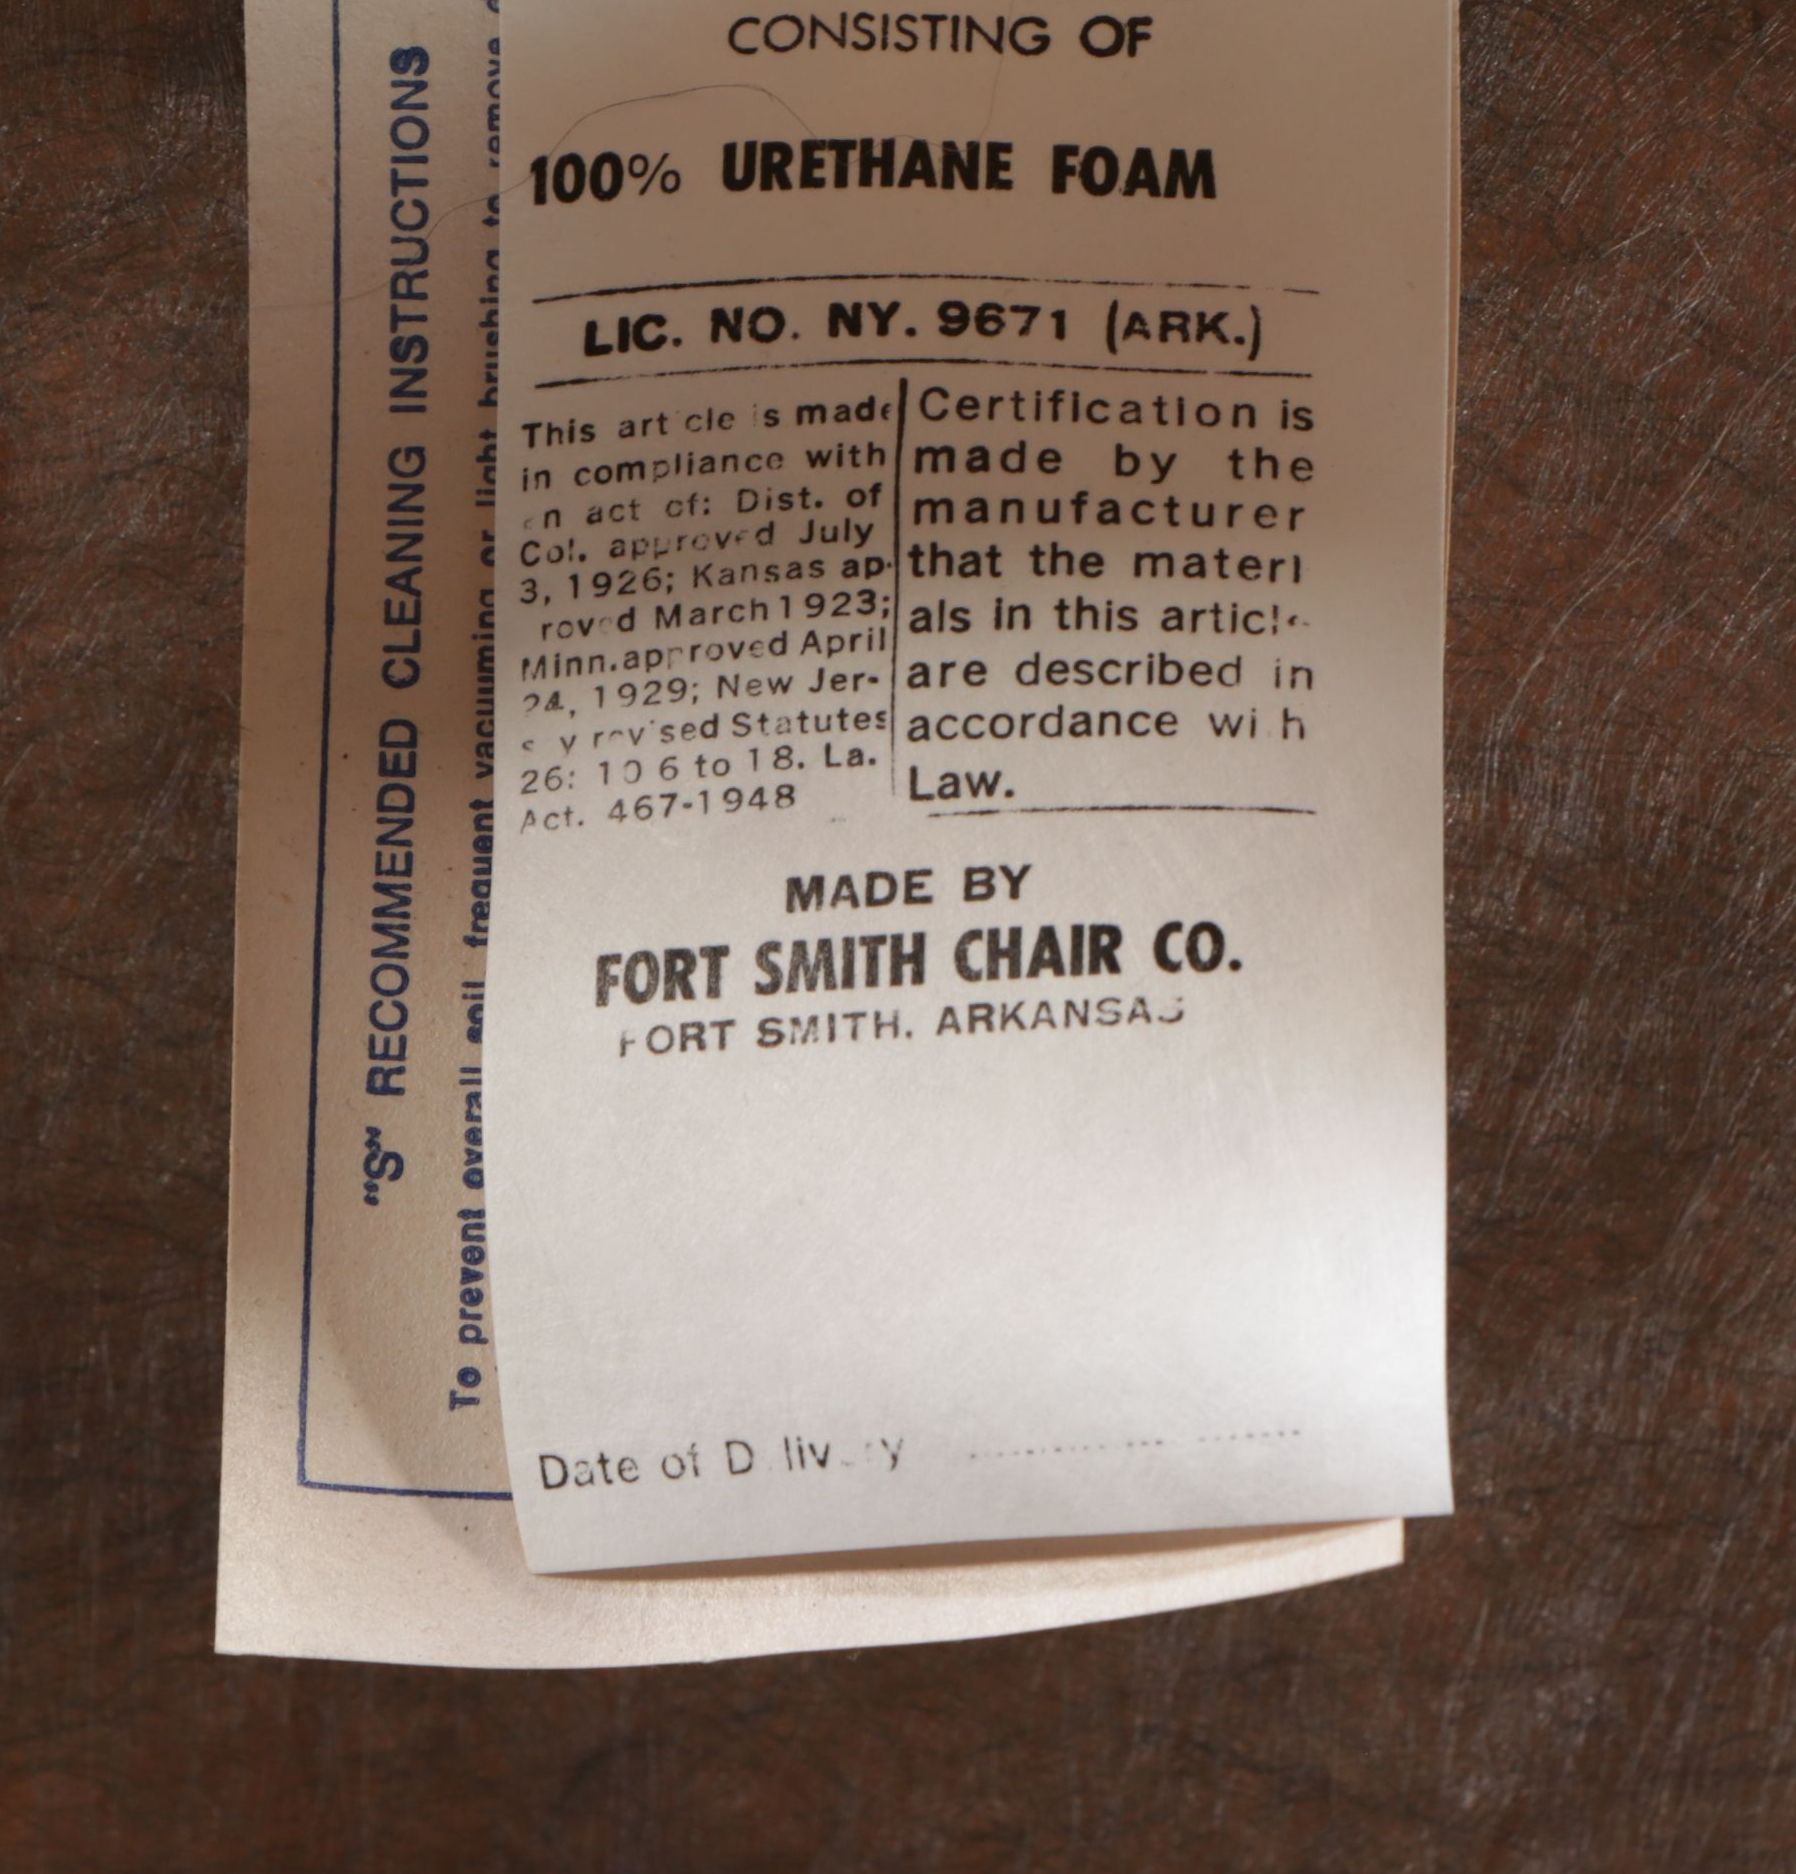 CONSISTING OF
100% URETHANE FOAM
LIC. NO. NY. 9671 (ARK.)
This article is made
in compliance with
an act of: Dist. of
Col. approved July
3, 1926; Kansas ap-
roved March 1923;
Minn. approved April
24, 1929; New Jer-
s y revised Statutes
26: 10 6 to 18. La.
Act. 467-1948
Certification is
made by the
manufacturer
that the materi
als in this article
are described in
accordance wi h
Law.
MADE BY
FORT SMITH CHAIR CO.
FORT SMITH, ARKANSAS
Date of Delivery
"S" RECOMMENDED CLEANING INSTRUCTIONS
To prevent overall soil, frequent vacuuming or light brushing to remove